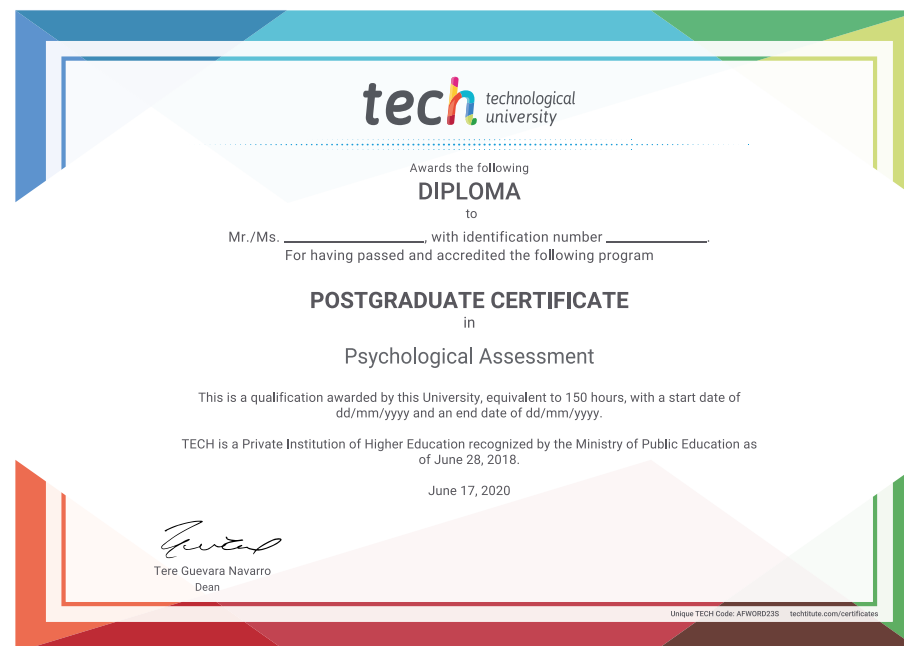 tech technological
university
Awards the following
DIPLOMA
to
Mr./Ms. ____________, with identification number ____________.
For having passed and accredited the following program
POSTGRADUATE CERTIFICATE
in
Psychological Assessment
This is a qualification awarded by this University, equivalent to 150 hours, with a start date of
dd/mm/yyyy and an end date of dd/mm/yyyy.
TECH is a Private Institution of Higher Education recognized by the Ministry of Public Education as
of June 28, 2018.
June 17, 2020
Tere Guevara Navarro
Dean
Unique TECH Code: AFWORD23S techtitute.com/certificates